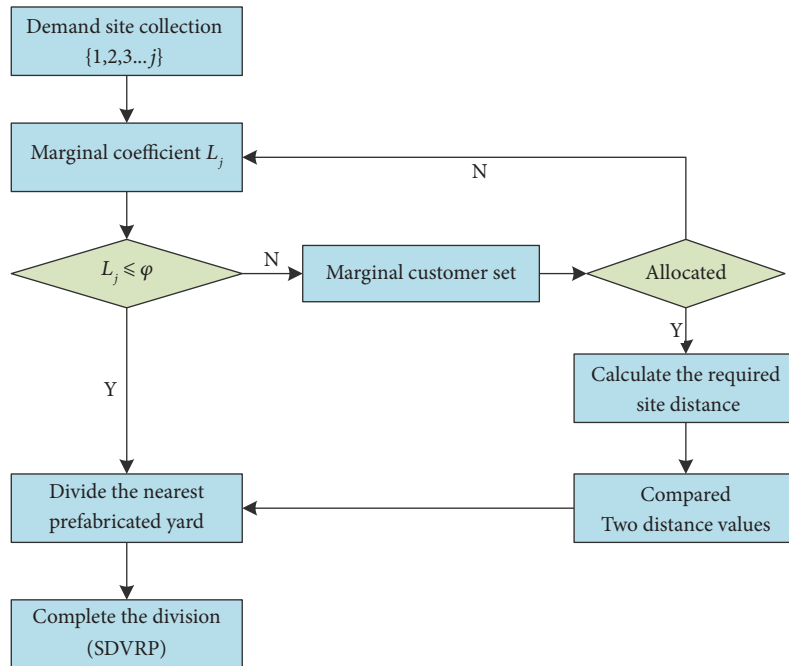 Demand site collection
{1,2,3...j}
Marginal coefficient Lj
N
Lj ⩽ φ
N
Marginal customer set
Allocated
Y
Y
Calculate the required
site distance
Divide the nearest
prefabricated yard
Compared
Two distance values
Complete the division
(SDVRP)